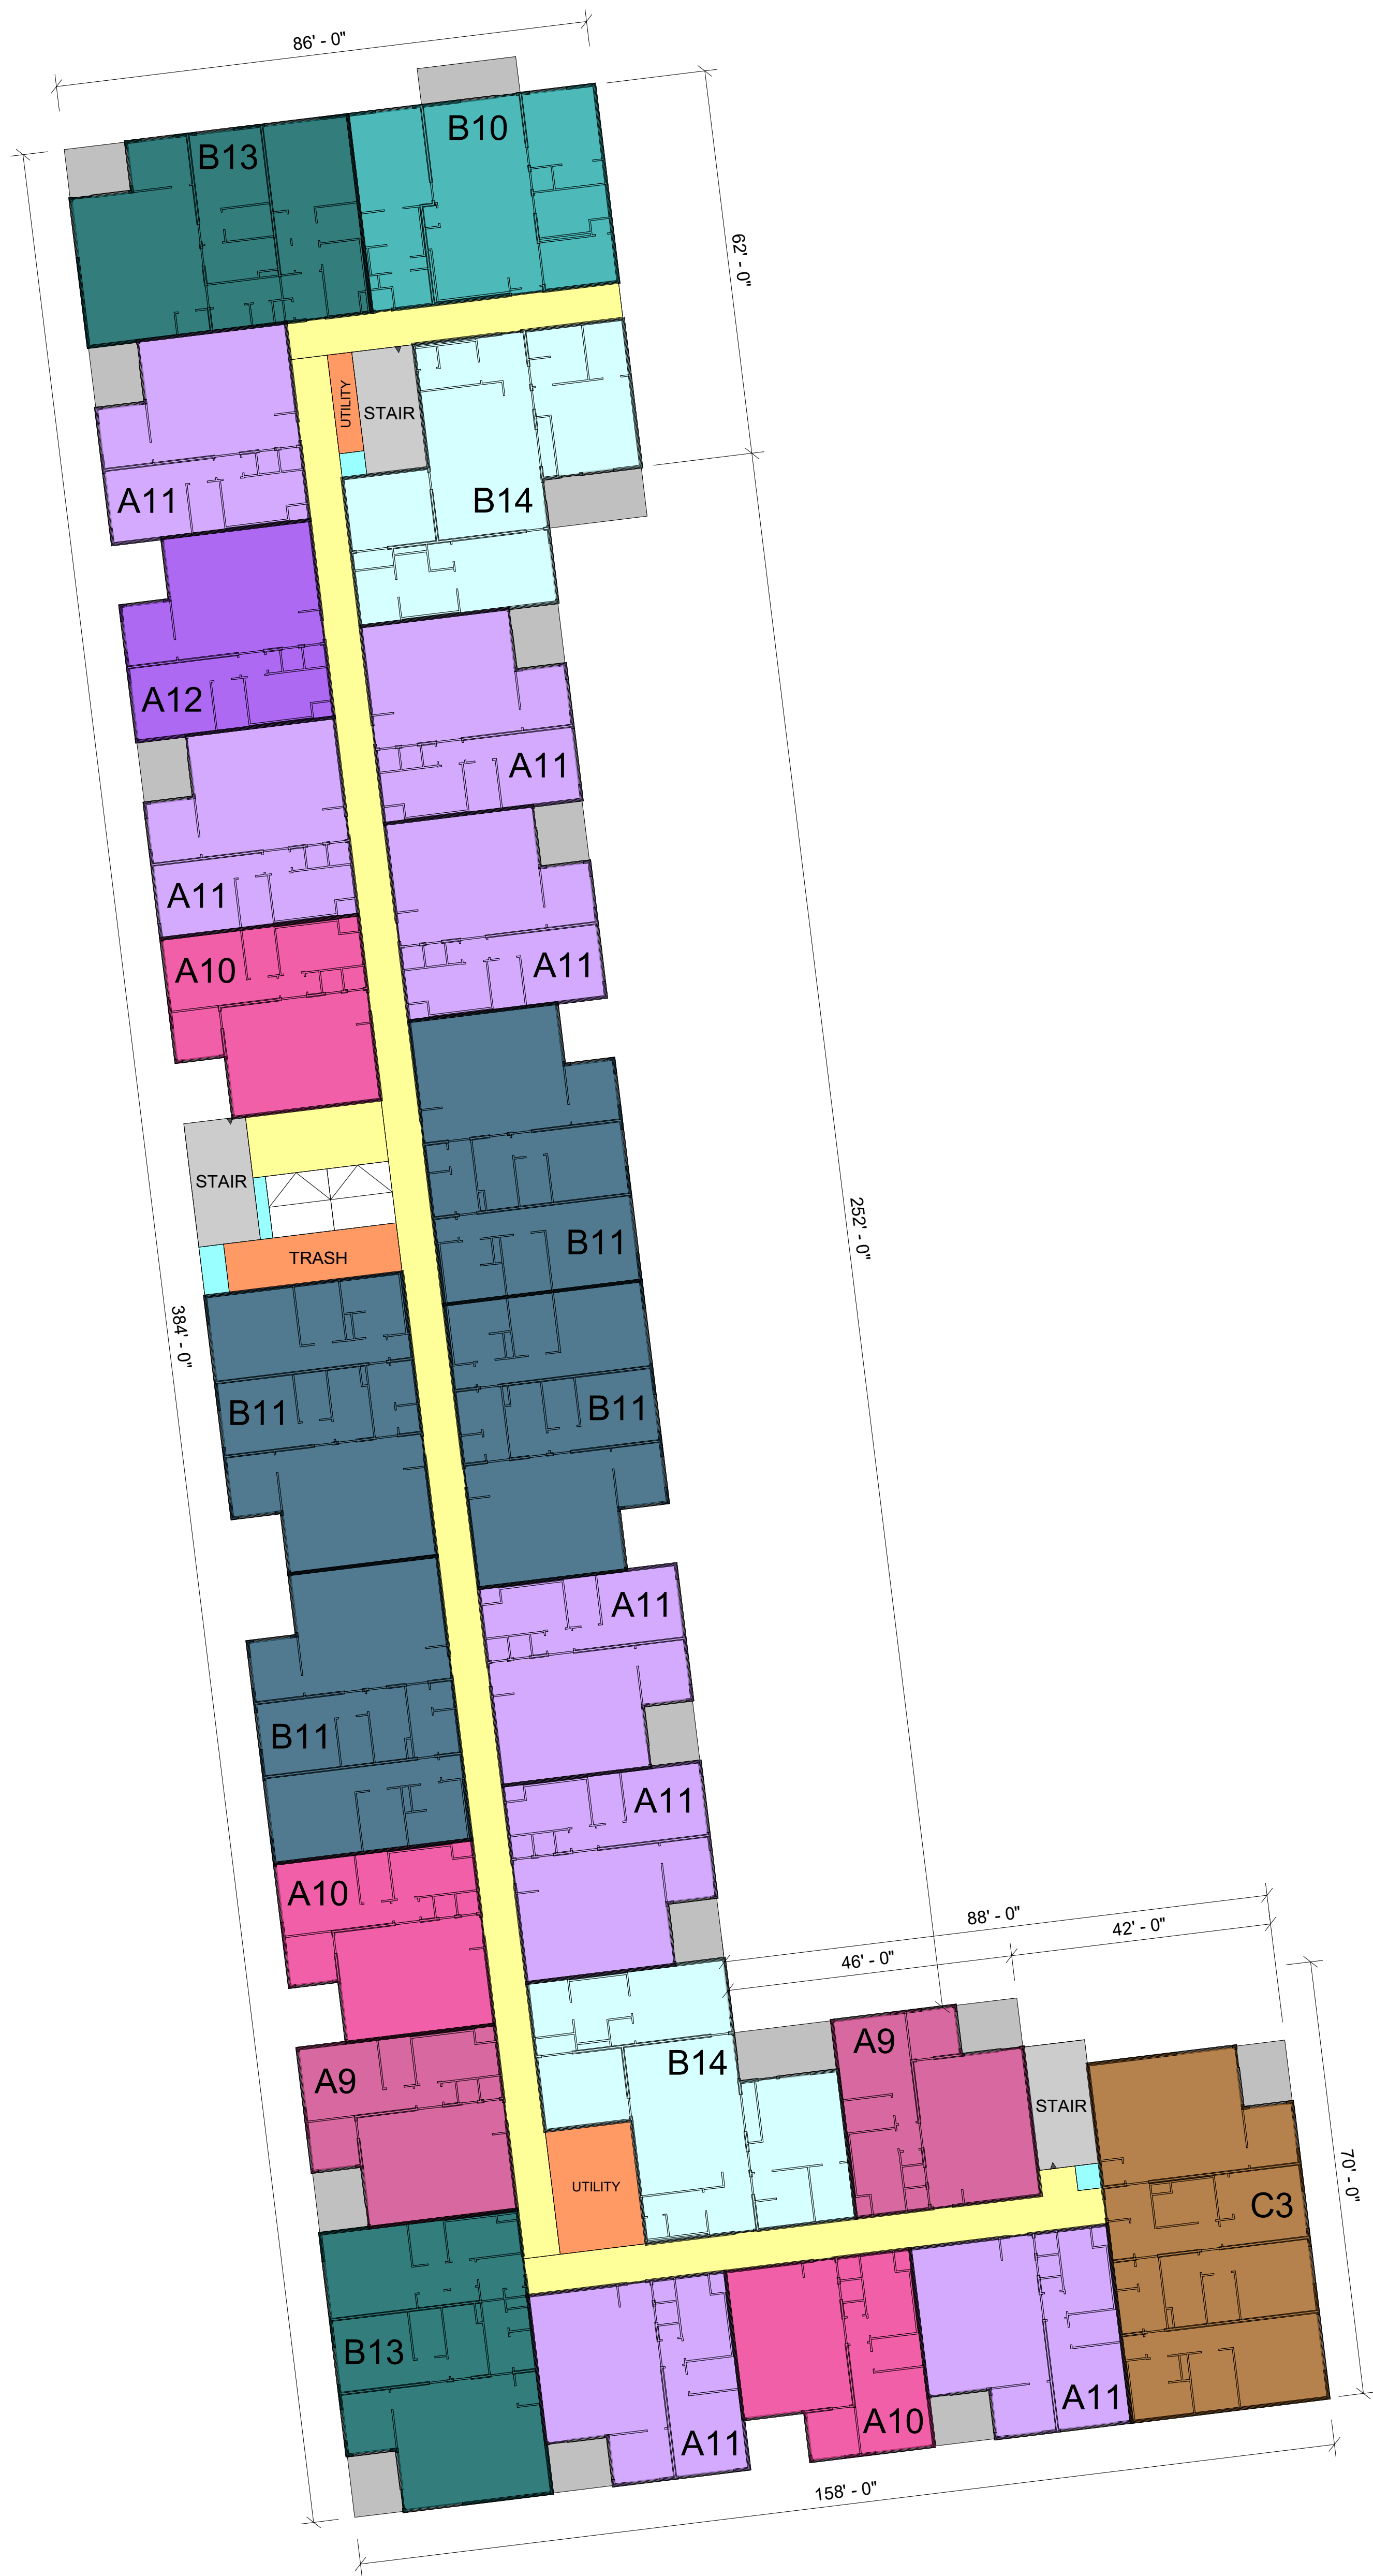 86' - 0"
B10
B13
62' - 0"
UTILITY
STAIR
A11
B14
A12
A11
A11
A10
A11
STAIR
252' - 0"
B11
TRASH
384' - 0"
B11
B11
A11
B11
A11
A10
88' - 0"
42' - 0"
46' - 0"
A9
B14
A9
STAIR
70' - 0"
UTILITY
C3
B13
A11
A10
A11
158' - 0"